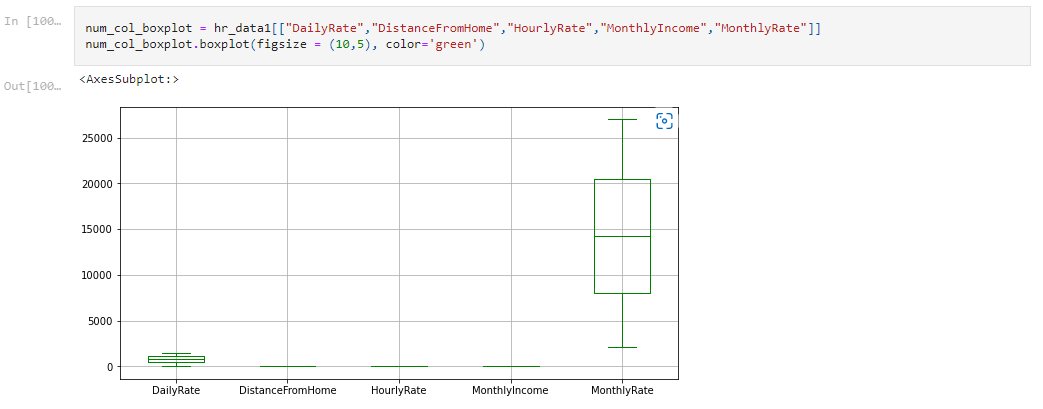 In [100…
num_col_boxplot = hr_data1[["DailyRate","DistanceFromHome","HourlyRate","MonthlyIncome","MonthlyRate"]]
num_col_boxplot.boxplot(figsize = (10,5), color='green')
Out[100…
<AxesSubplot:>
25000
20000
15000
10000
5000
0
DailyRate DistanceFromHome HourlyRate MonthlyIncome MonthlyRate